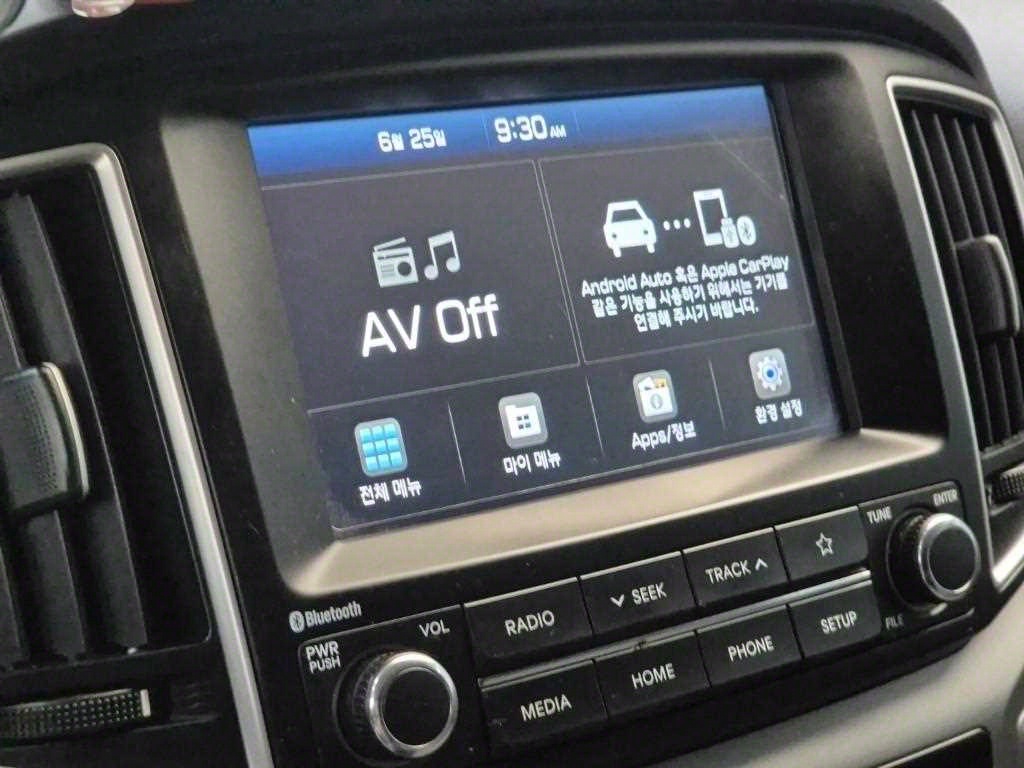 6월 25일 9:30 AM
AV Off
Android Auto 혹은 Apple CarPlay
같은 기능을 사용하기 위해서는 기기를
연결해 주시기 바랍니다.
전체 메뉴
마이 메뉴
Apps/정보
환경 설정
Bluetooth
PWR
PUSH
VOL
RADIO
SEEK
TRACK
TUNE
ENTER
MEDIA
HOME
PHONE
SETUP
FILE